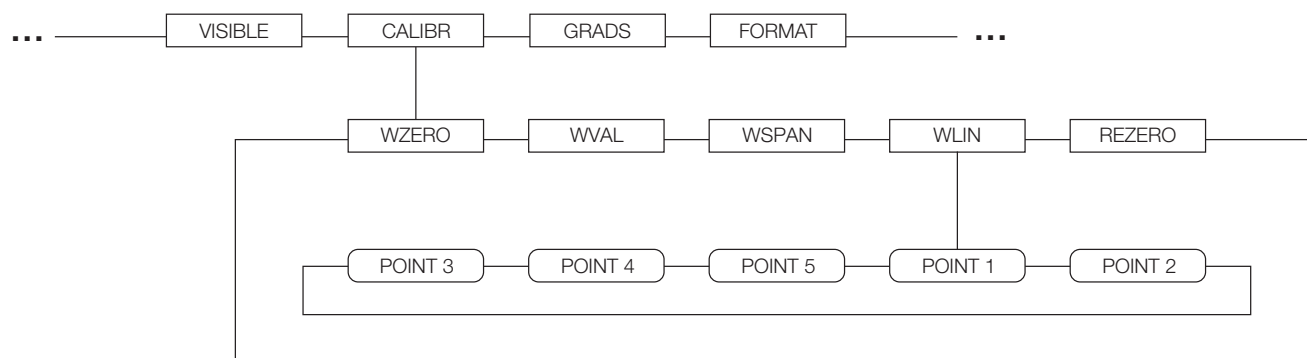 ... VISIBLE CALIBR GRADS FORMAT ...
WZERO WVAL WSPAN WLIN REZERO
POINT 3 POINT 4 POINT 5 POINT 1 POINT 2